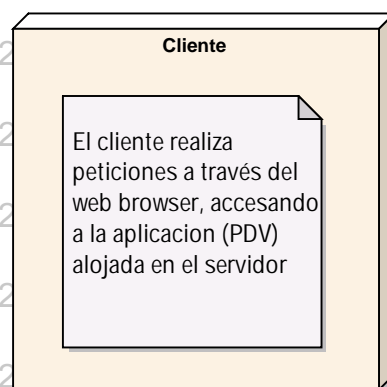 Cliente
El cliente realiza
peticiones a través del
web browser, accesando
a la aplicacion (PDV)
alojada en el servidor